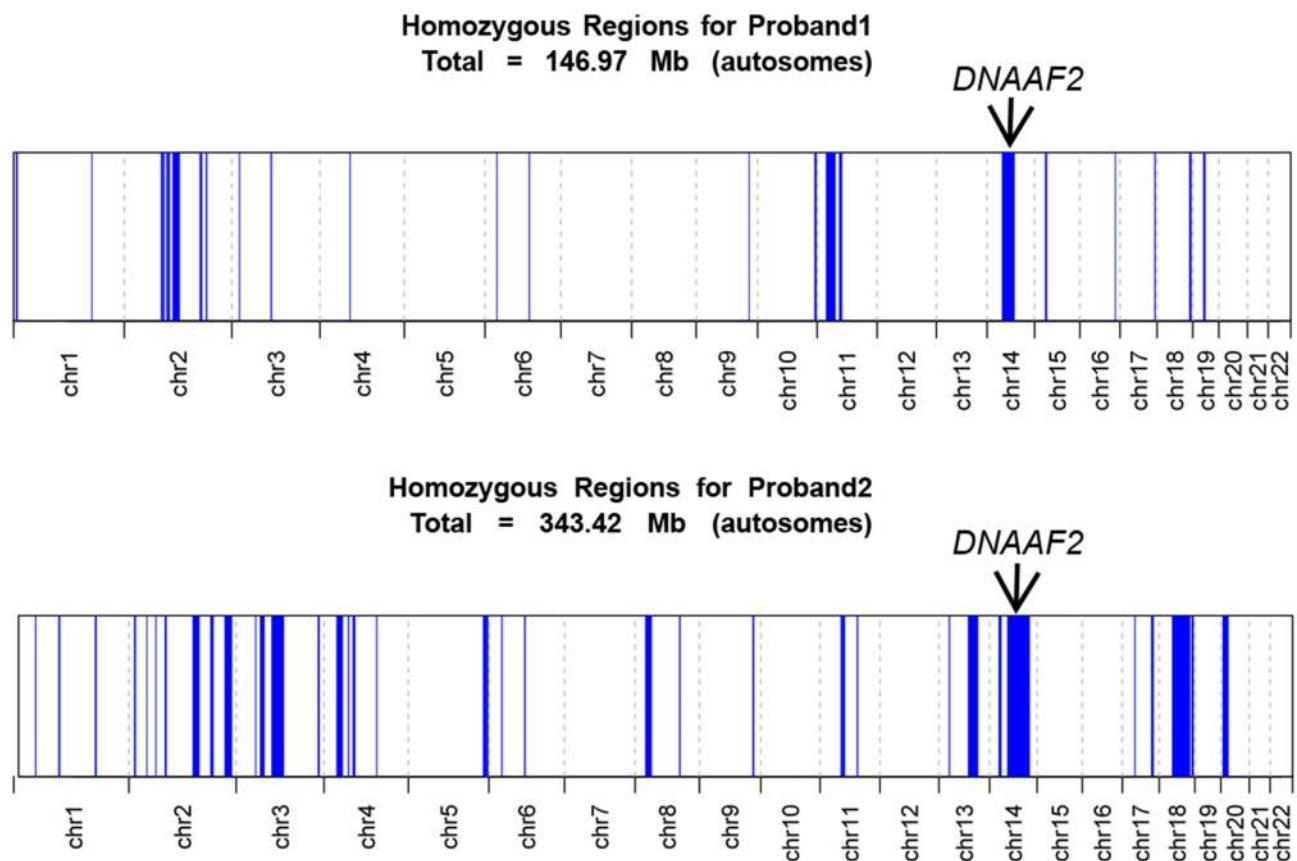 Homozygous Regions for Proband1
Total = 146.97 Mb (autosomes)
DNAAF2
chr1
chr2
chr3
chr4
chr5
chr6
chr7
chr8
chr9
chr10
chr11
chr12
chr13
chr14
chr15
chr16
chr17
chr18
chr19
chr20
chr21
chr22
Homozygous Regions for Proband2
Total = 343.42 Mb (autosomes)
DNAAF2
chr1
chr2
chr3
chr4
chr5
chr6
chr7
chr8
chr9
chr10
chr11
chr12
chr13
chr14
chr15
chr16
chr17
chr18
chr19
chr20
chr21
chr22